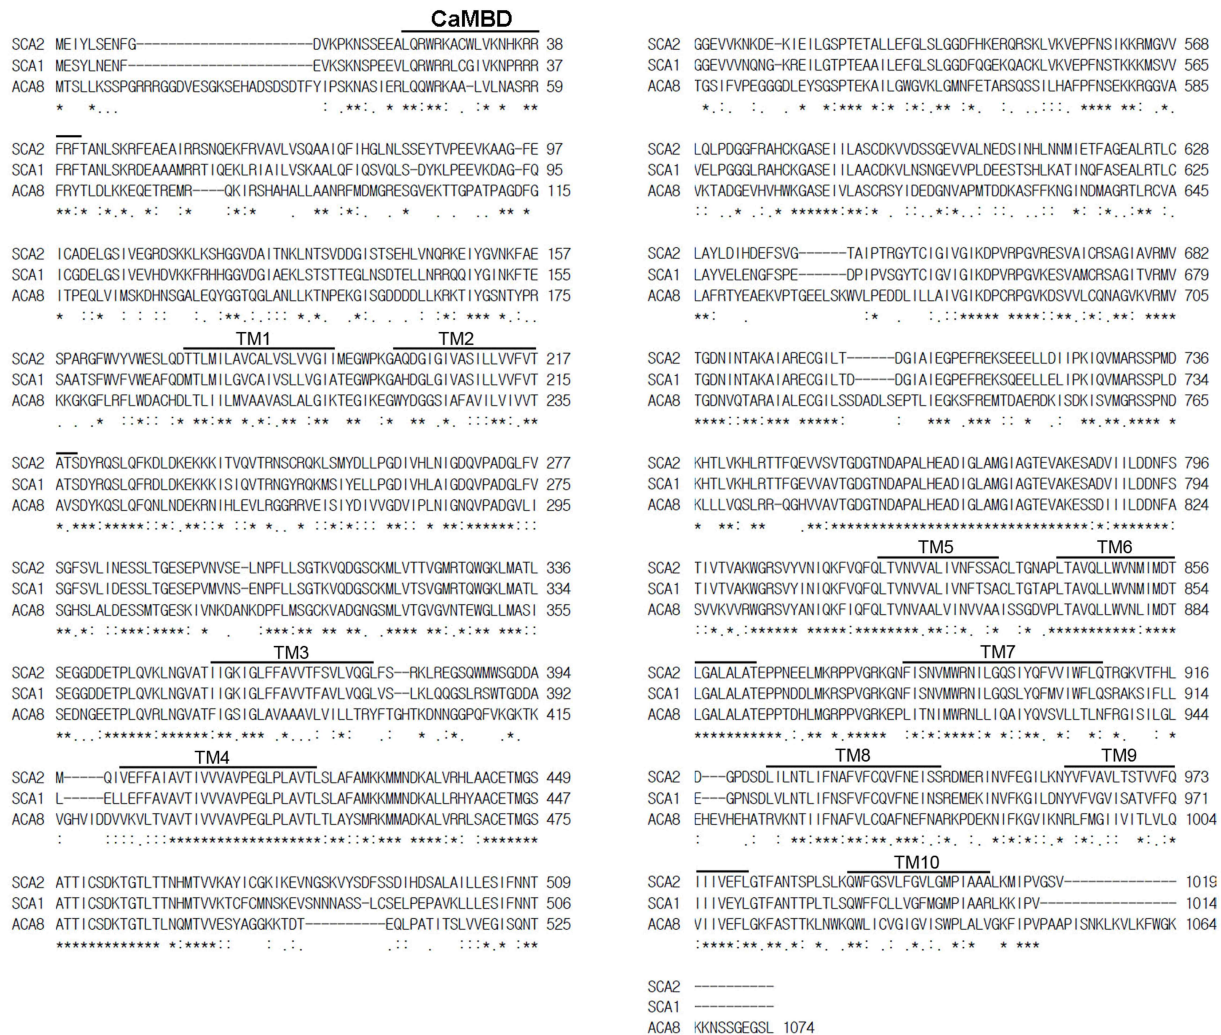 CaMBD
SCA2 MEIYLSENFG----------------------DVKPKNSSEEALQRWRKACWLVKNHKRR 38
SCA1 MESYLNENF-----------------------EVKSKNSPEEVLQRWRRLCGIVKNPRRR 37
ACA8 MTSLLKSSPGRRRGGDVESGKSEHADSDSDTFYIPSKNASIERLQQWRKAA-LVLNASRR 59
SCA2 FRFTANLSKRFEAEAIRRSNQEKFRVAVLVSQAAIQFIHGLNLSSEYTVPEEVKAAG-FE 97
SCA1 FRFTANLSKRDEAAAMRRTIQEKLRIAILVSKAALQFIQSVQLS-DYKLPEEVKDAG-FQ 95
ACA8 FRYTLDLKKEQETREMR----QKIRSHAHALLAANRFMDMGRESGVEKTTGPATPAGDFG 115
SCA2 ICADELGSIVEGRDSKKLKSHGGVDAITNKLNTSVDDGISTSEHLVNQRKEIYGVNKFAE 157
SCA1 ICGDELGSIVEVHDVKKFRHHGGVDGIAEKLSTSTTEGLNSDTELLNRRQQIYGINKFTE 155
ACA8 ITPEQLVIMSKDHNSGALEQYGGTQGLANLLKTNPEKGISGDDDDLLKRKTIYGSNTYPR 175
TM1 TM2
SCA2 SPARGFWVYVWESLQDTTLMILAVCALVSLVVGIIMEGWPKGAQDGIGIVASILLVVFVT 217
SCA1 SAATSFWVFVWEAFQDMTLMILGVCAIVSLLVGIATEGWPKGAHDGLGIVASILLVVFVT 215
ACA8 KKGKGFLRFLWDACHDLTLIILMVAAVASLALGIKTEGIKEGWYDGGSIAFAVILVIVVT 235
SCA2 ATSDYRQSLQFKDLDKEKKKITVQVTRNSCRQKLSMYDLLPGDIVHLNIGDQVPADGLFV 277
SCA1 ATSDYRQSLQFRDLDKEKKKISIQVTRNGYRQKMSIYELLPGDIVHLAIGDQVPADGLFV 275
ACA8 AVSDYKQSLQFQNLNDEKRNIHLEVLRGGRRVEISIYDIVVGDVIPLNIGNQVPADGVLI 295
SCA2 SGFSVLINESSLTGESEPVNVSE-LNPFLLSGTKVQDGSCKMLVTTVGMRTQWGKLMATL 336
SCA1 SGFSVLIDESSLTGESEPVNVS-ENPFLLSGTKVQDGSCKMLVTSVGMRTQWGKLMATL 334
ACA8 SGHSLALDESSMTGESKIVNKDANKDPFLMSGCKVADGNGSMLVTGVGVNTEWGLLMASI 355
TM3
SCA2 SEGGDDETPLQVKLNGVATIIGKIGLFFAVVTFSVLVQGLFS--RKLREGSQWMWSGDDA 394
SCA1 SEGGDDETPLQVKLNGVATIIGKIGLFFAVVTFAVLVQGLVS--LKLQQGSLRSWTGDDA 392
ACA8 SEDNGEETPLQVRLNGVATFIGSIGLAVAAAVLVILLTRYFTGHTKDNNGGPQFVKGKTK 415
TM4
SCA2 M-----QIVEFFAIAVTIVVVAVPEGLPLAVTLSLAFAMKKMMNDKALVRHLAACETMGS 449
SCA1 L-----ELLEFFAVAVTIVVVAVPEGLPLAVTLSLAFAMKKMMNDKALLRHYAACETMGS 447
ACA8 VGHVIDDVVKVLTVAVTIVVVAVPEGLPLAVTLTLAYSMRKMMADKALVRRLSACETMGS 475
SCA2 ATTICSDKTGTLTTNHMTVVKAYICGKIKEVNGSKVYSDFSSDIHDSALAILLESIFNNT 509
SCA1 ATTICSDKTGTLTTNHMTVVKTCFCMNSKEVSNNNASS-LCSELPEPAVKLLLESIFNNT 506
ACA8 ATTICSDKTGTLTLNQMTVVESYAGGKKTDT----------EQLPATITSLVVEGISQNT 525
SCA2 GGEVVKNKDE-KIEILGSPTETALLEFGLSLGGDFHKERQRSKLVKVEPFNSIKKRMGVV 568
SCA1 GGEVVVNQNG-KREILGTPTEAAILEFGLSLGGDFQGEKQACKLVKVEPFNSTKKKMSVV 565
ACA8 TGSIFVPEGGGDLEYSGSPTEKAILGWGVKLGMNFETARSQSSILHAFPFNSEKKRGGVA 585
SCA2 LQLPDGGFRAHCKGASEIILASCDKVVDSSGEVVALNEDSINHLNNMIETFAGEALRTLC 628
SCA1 VELPGGGLRAHCKGASEIILAACDKVLNSNGEVVPLDEESTSHLKATINQFASEALRTLC 625
ACA8 VKTADGEVHVHWKGASEIVLASCRSYIDEDGNVAPMTDDKASFFKNGINDMAGRTLRCVA 645
SCA2 LAYLDIHDEFSVG------TAIPTRGYTCIGIVGIKDPVRPGVRESVAICRSAGIAVRMV 682
SCA1 LAYVELENGFSPE------DPIPVSGYTCIGVIGIKDPVRPGVKESVAMCRSAGITVRMV 679
ACA8 LAFRTYEAEKVPTGEELSKWVLPEDDLILLAIVGIKDPCRPGVKDSVVLCQNAGVKVRMV 705
SCA2 TGDNINTAKAIARECGILT------DGIAIEGPEFREKSEEELLDIIPKIQVMARSSPMD 736
SCA1 TGDNINTAKAIARECGILTD-----DGIAIEGPEFREKSQEELLELIPKIQVMARSSPLD 734
ACA8 TGDNVQTARAIALECGILSSDADLSEPTLIEGKSFREMTDAERDKISDKISVMGRSSPND 765
SCA2 KHTLVKHLRTTFQEVVSVTGDGTNDAPALHEADIGLAMGIAGTEVAKESADVIILDDNFS 796
SCA1 KHTLVKHLRTTFGEVVAVTGDGTNDAPALHEADIGLAMGIAGTEVAKESADVIILDDNFS 794
ACA8 KLLLVQSLRR-QGHVVAVTGDGTNDAPALHEADIGLAMGIAGTEVAKESSDIIILDDNFA 824
TM5 TM6
SCA2 TIVTVAKWGRSVYVNIQKFVQFQLTVNVVALIVNFSSACLTGNAPLTAVQLLWVNMIMDT 856
SCA1 TIVTVAKWGRSVYINIQKFVQFQLTVNVVALIVNFTSACLTGTAPLTAVQLLWVNMIMDT 854
ACA8 SVVKVVRWGRSVYANIQKFIQFQLTVNVAALVINVVAAISSGDVPLTAVQLLWVNLIMDT 884
TM7
SCA2 LGALALATEPPNEELMKRPPVGRKGNFISNVMWRNILGQSIYQFVVIWFLQTRGKVTFHL 916
SCA1 LGALALATEPPNDDLMKRSPVGRKGNFISNVMWRNILGQSLYQFMVIWFLQSRAKSIFLL 914
ACA8 LGALALATEPPTDHLMGRPPVGRKEPLITNIMWRNLLIQAIYQVSVLLTLNFRGISILGL 944
TM8 TM9
SCA2 D---GPDSDLILNTLIFNAFVFCQVFNEISSRDMERINVFEGILKNYVFVAVLTSTVVFQ 973
SCA1 E---GPNSDLVLNTLIFNSFVFCQVFNEINSREMEKINVFKGILDNYVFVGVISATVFFQ 971
ACA8 EHEVHEHATRVKNTIIFNAFVLCQAFNEFNARKPDEKNIFKGVIKNRLFMGIIVITLVLQ 1004
TM10
SCA2 IIIVEFLGTFANTSPLSLKQWFGSVLFGVLGMPIAAALKMIPVGSV-------------- 1019
SCA1 IIIVEYLGTFANTTPLTLSQWFFCLLVGFMGMPIAARLKKIPV----------------- 1014
ACA8 VIIVEFLGKFASTTKLNWKQWLICVGIGVISWPLALVGKFIPVPAAPISNKLKVLKFWGK 1064
SCA2 ----------
SCA1 ----------
ACA8 KKNSSGEGSL 1074